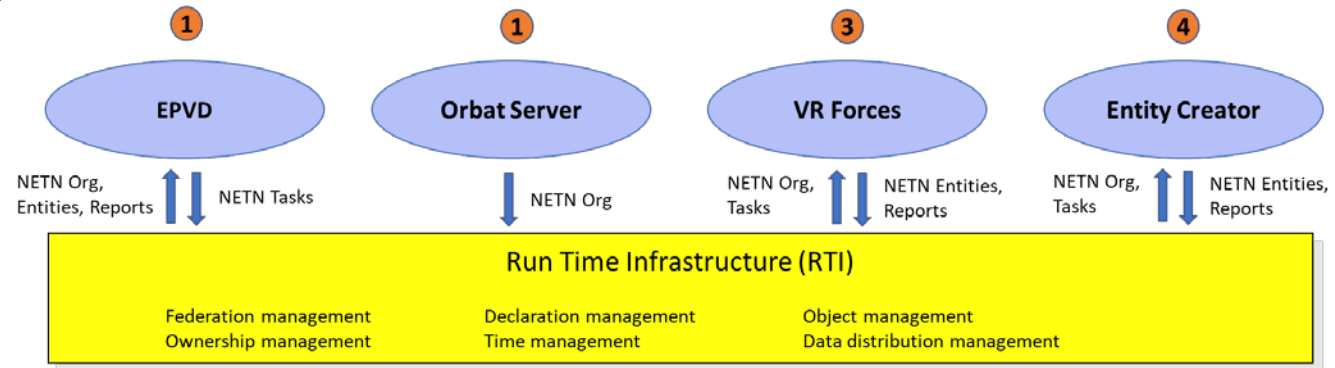 1
1
3
4
EPVD
Orbat Server
VR Forces
Entity Creator
NETN Org,
Entities, Reports
NETN Tasks
NETN Org
NETN Org,
Tasks
NETN Entities,
Reports
NETN Org,
Tasks
NETN Entities,
Reports
Run Time Infrastructure (RTI)
Federation management
Ownership management
Declaration management
Time management
Object management
Data distribution management